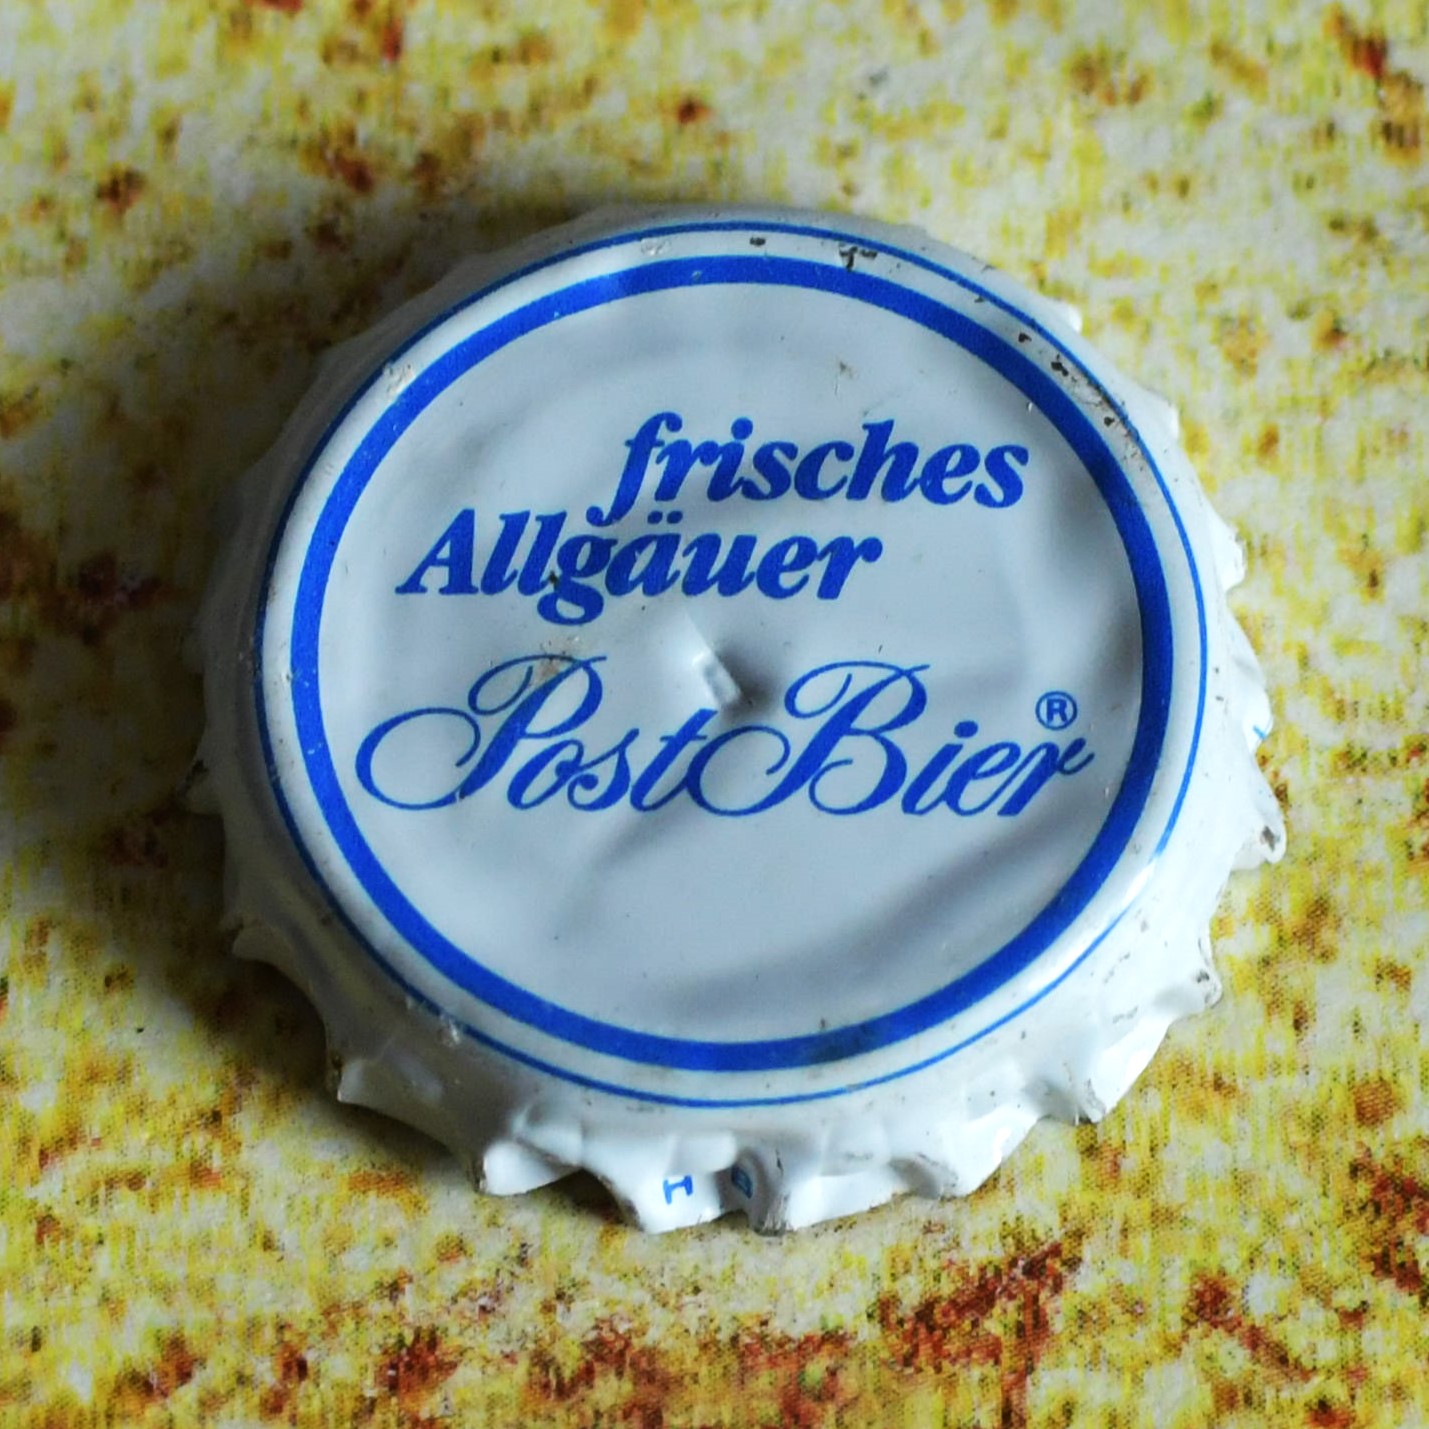 frisches
Allgäuer
PostBier®
H B